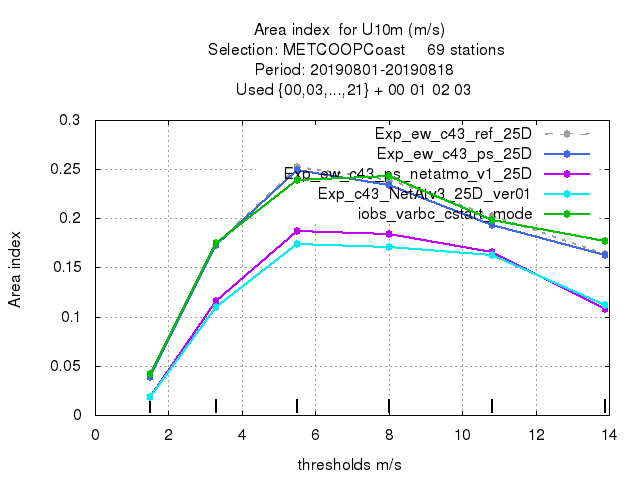 Area index  for U10m (m/s)
Selection: METCOOPCoast     69 stations
Period: 20190801-20190818
Used {00,03,...,21} + 00 01 02 03
Exp_ew_c43_ref_25D
Exp_ew_c43_ps_25D
Exp_ew_c43_ps_netatmo_v1_25D
Exp_c43_NetAtv3_25D_ver01
iobs_varbc_cstart_mode
0.3
0.25
0.2
0.15
0.1
0.05
0
Area index
0 2 4 6 8 10 12 14
thresholds m/s